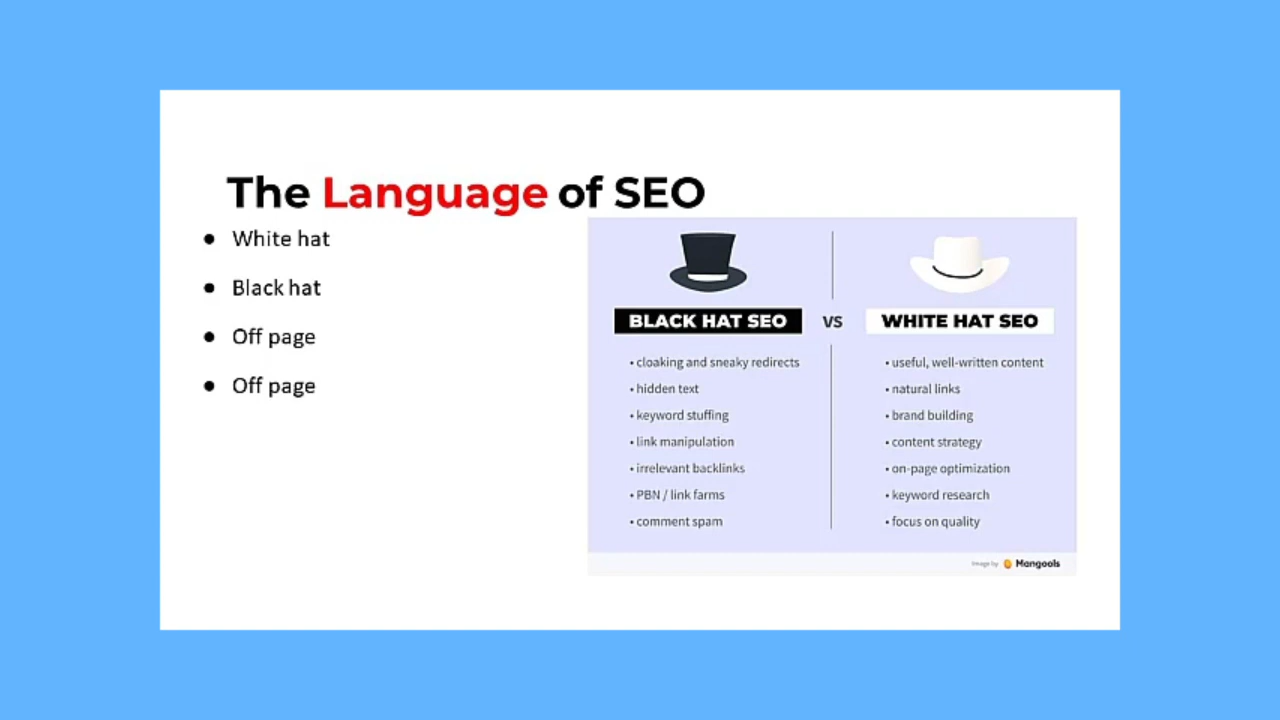 The Language of SEO
• White hat
• Black hat
• Off page
• Off page
BLACK HAT SEO
• cloaking and sneaky redirects
• hidden text
• keyword stuffing
• link manipulation
• irrelevant backlinks
• PBN / link farms
• comment spam
VS
WHITE HAT SEO
• useful, well-written content
• natural links
• brand building
• content strategy
• on-page optimization
• keyword research
• focus on quality
Image by Mangools